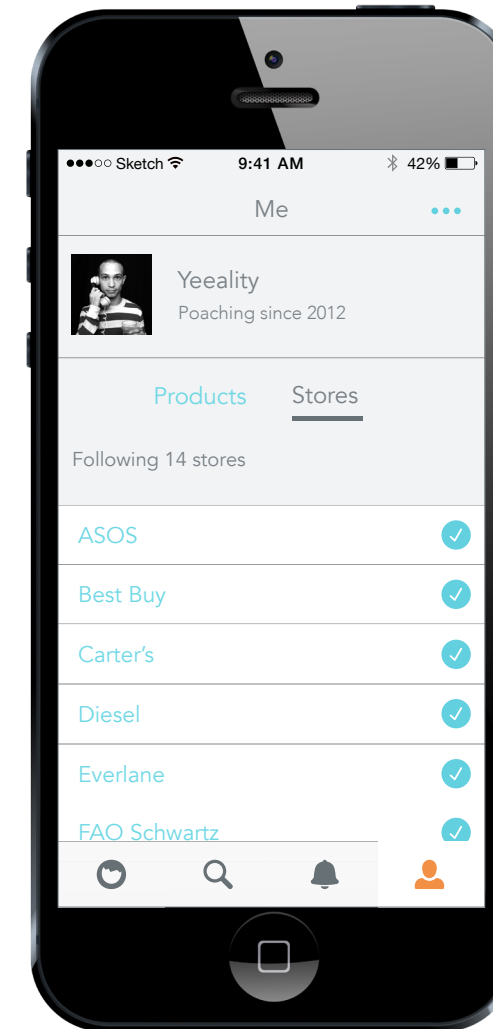 Sketch 9:41 AM 42%
Me
Yeeality
Poaching since 2012
Products Stores
Following 14 stores
ASOS
Best Buy
Carter's
Diesel
Everlane
FAO Schwartz